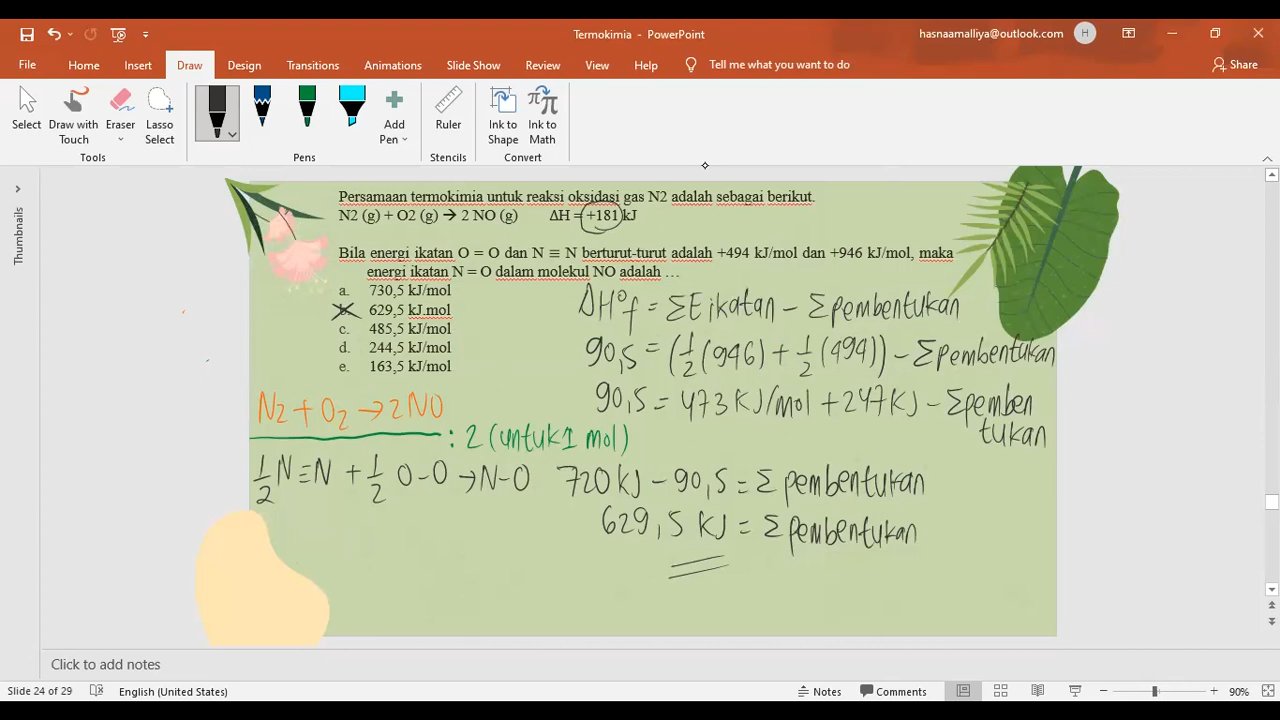 Termokimia - PowerPoint
hasnaamalliya@outlook.com
H
File Home Insert Draw Design Transitions Animations Slide Show Review View Help Tell me what you want to do Share
Select
Draw with Touch
Eraser
Lasso Select
Add Pen
Ruler
Ink to Shape
Ink to Math
Tools
Pens
Stencils
Convert
Thumbnails
Persamaan termokimia untuk reaksi oksidasi gas N2 adalah sebagai berikut.
N2 (g) + O2 (g) → 2 NO (g) ΔH = +181 kJ
Bila energi ikatan O = O dan N ≡ N berturut-turut adalah +494 kJ/mol dan +946 kJ/mol, maka
energi ikatan N = O dalam molekul NO adalah …
a. 730,5 kJ/mol
b. 629,5 kJ.mol
c. 485,5 kJ/mol
d. 244,5 kJ/mol
e. 163,5 kJ/mol
ΔH°f = ΣE ikatan - Σ pembentukan
90,5 = (1/2 (946) + 1/2 (494)) - Σ pembentukan
90,5 = 473 KJ/mol + 247 KJ - Σ pemben
tukan
720 KJ - 90,5 = Σ pembentukan
629,5 KJ = Σ pembentukan
N2 + O2 → 2NO
: 2 (untuk 1 mol)
1/2 N≡N + 1/2 O-O → N-O
Click to add notes
Slide 24 of 29 English (United States) Notes Comments 90%